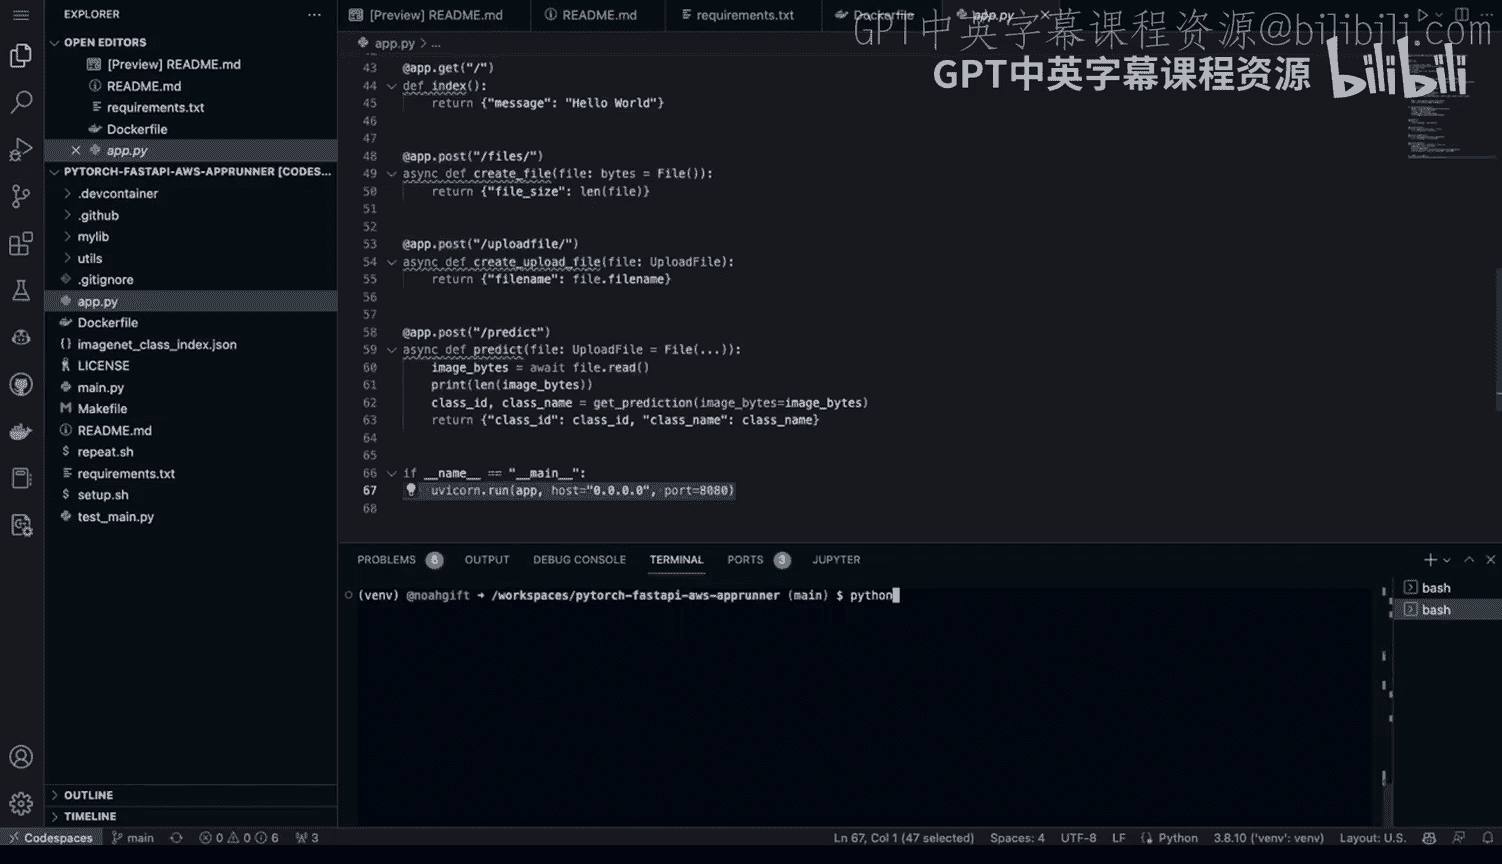 EXPLORER
OPEN EDITORS
[Preview] README.md
README.md
requirements.txt
Dockerfile
app.py
PYTORCH-FASTAPI-AWS-APPRUNNER [CODES...
.devcontainer
.github
mylib
utils
.gitignore
app.py
Dockerfile
imagenet_class_index.json
LICENSE
main.py
Makefile
README.md
repeat.sh
requirements.txt
setup.sh
test_main.py
OUTLINE
TIMELINE
[Preview] README.md README.md requirements.txt Dockerfile app.py
GPT中英字幕课程资源@bilibili.com
GPT中英字幕课程资源 bilibili
app.py > ...
43 @app.get("/")
44 def index():
45 return {"message": "Hello World"}
46
47
48 @app.post("/files/")
49 async def create_file(file: bytes = File()):
50 return {"file_size": len(file)}
51
52
53 @app.post("/uploadfile/")
54 async def create_upload_file(file: UploadFile):
55 return {"filename": file.filename}
56
57
58 @app.post("/predict")
59 async def predict(file: UploadFile = File(...)):
60 image_bytes = await file.read()
61 print(len(image_bytes))
62 class_id, class_name = get_prediction(image_bytes=image_bytes)
63 return {"class_id": class_id, "class_name": class_name}
64
65
66 if __name__ == "__main__":
67 uvicorn.run(app, host="0.0.0.0", port=8080)
68
PROBLEMS 6 OUTPUT DEBUG CONSOLE TERMINAL PORTS 3 JUPYTER
(venv) @noahgift ➜ /workspaces/pytorch-fastapi-aws-apprunner (main) $ python
bash
bash
Codespaces main 0 0 6 3 Ln 67, Col 1 (47 selected) Spaces: 4 UTF-8 LF Python 3.8.10 ('venv': venv) Layout: U.S.